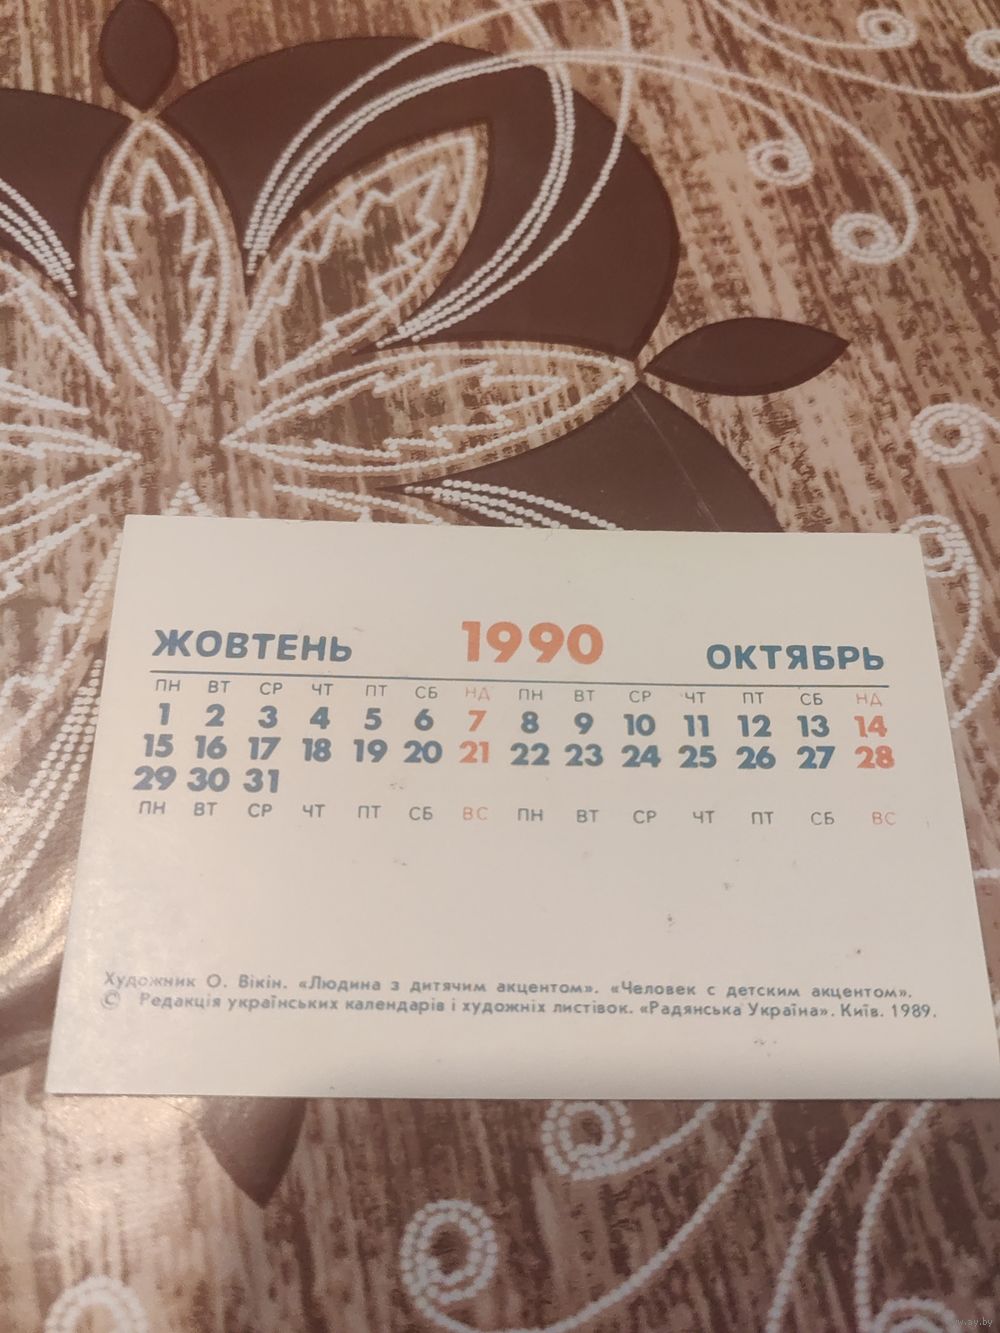 ЖОВТЕНЬ 1990 ОКТЯБРЬ
ПН ВТ СР ЧТ ПТ СБ НД ПН ВТ СР ЧТ ПТ СБ НД
1 2 3 4 5 6 7 8 9 10 11 12 13 14
15 16 17 18 19 20 21 22 23 24 25 26 27 28
29 30 31
ПН ВТ СР ЧТ ПТ СБ ВС ПН ВТ СР ЧТ ПТ СБ ВС
Художник О. Вікін. «Людина з дитячим акцентом». «Человек с детским акцентом».
© Редакція українських календарів і художніх листівок. «Радянська Україна». Київ. 1989.